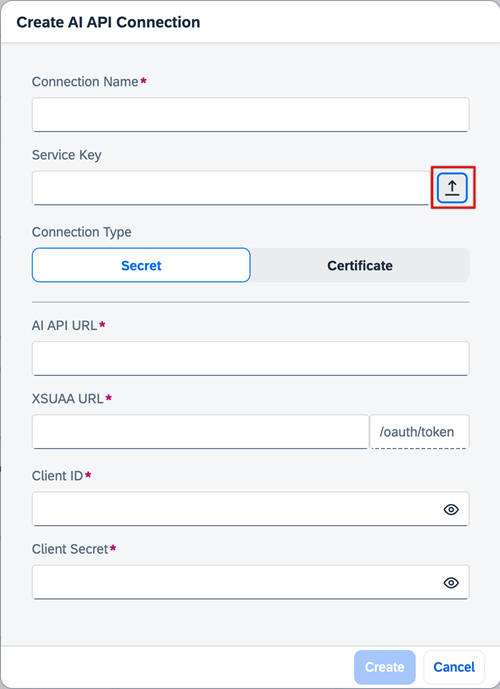 Create AI API Connection
Connection Name*
Service Key
Connection Type
Secret Certificate
AI API URL*
XSUAA URL*
/oauth/token
Client ID*
Client Secret*
Create Cancel